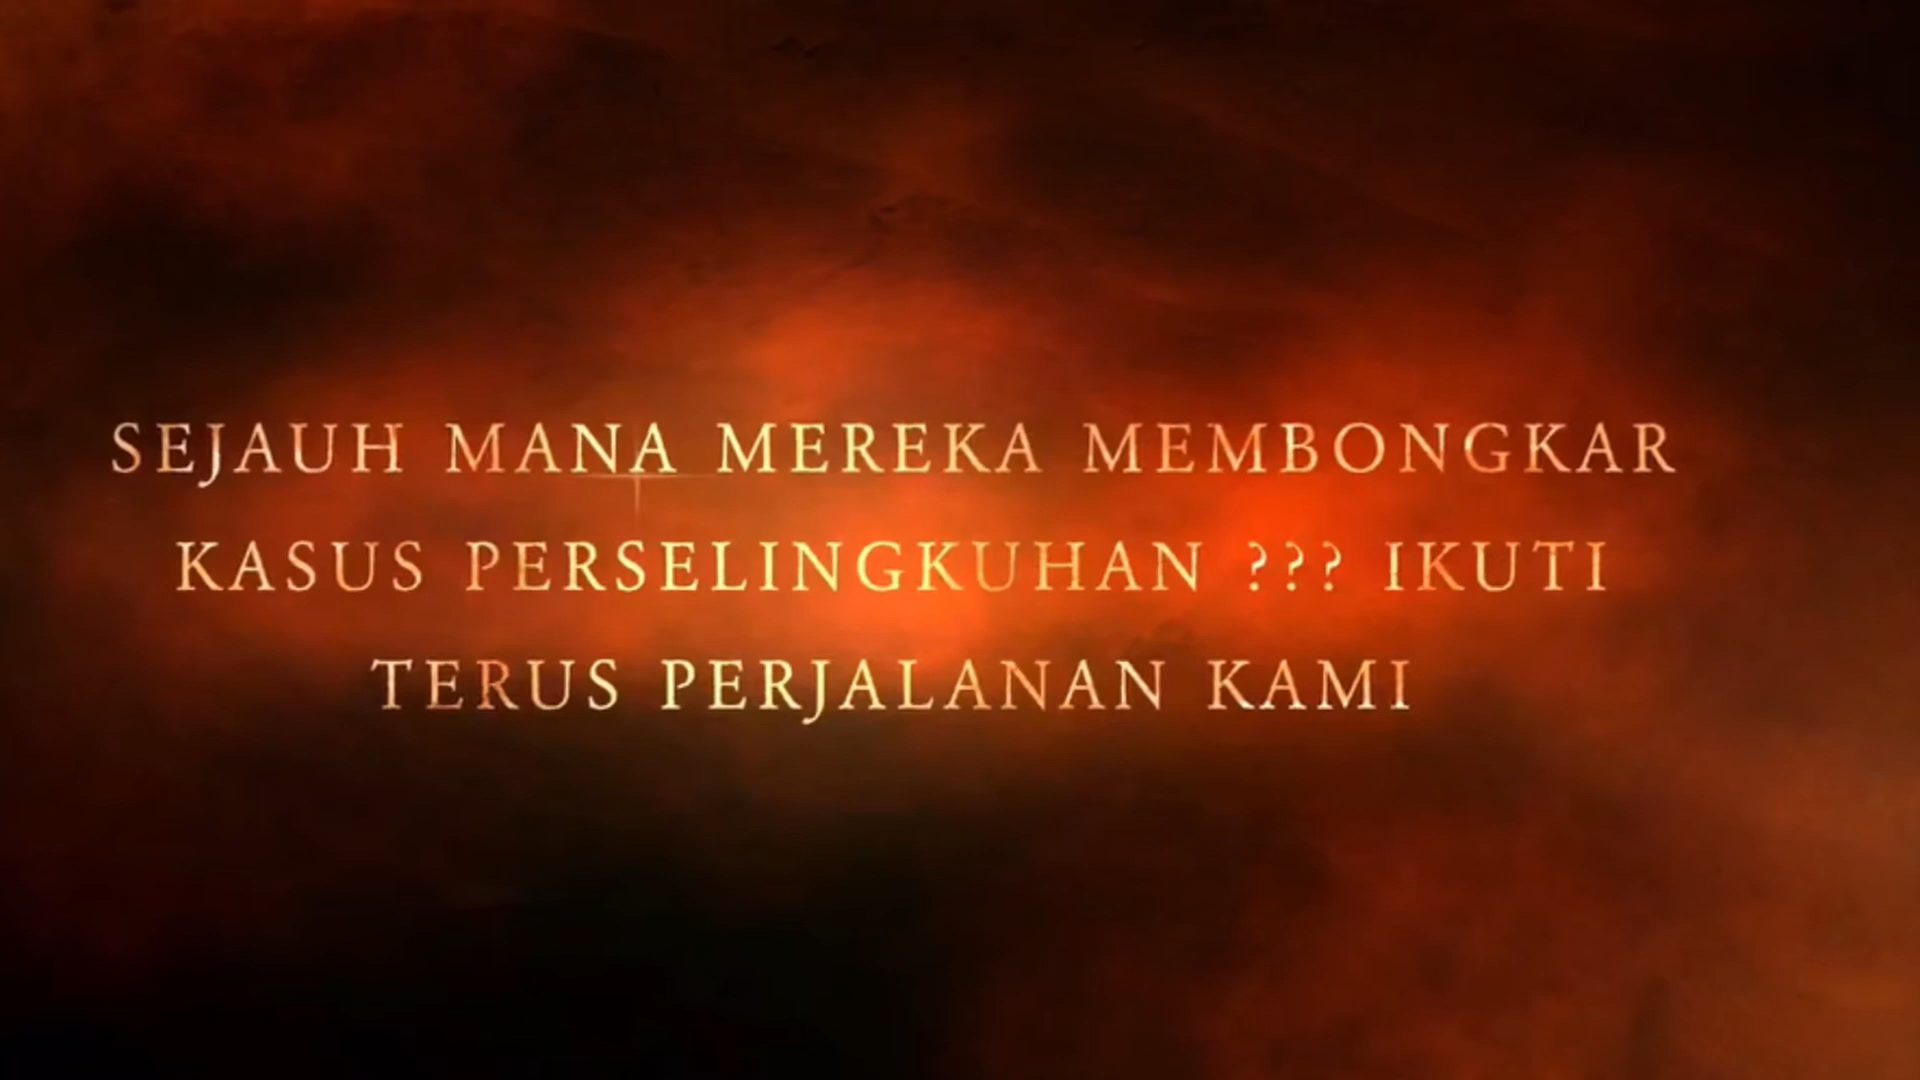 SEJAUH MANA MEREKA MEMBONGKAR
KASUS PERSELINGKUHAN ??? IKUTI
TERUS PERJALANAN KAMI